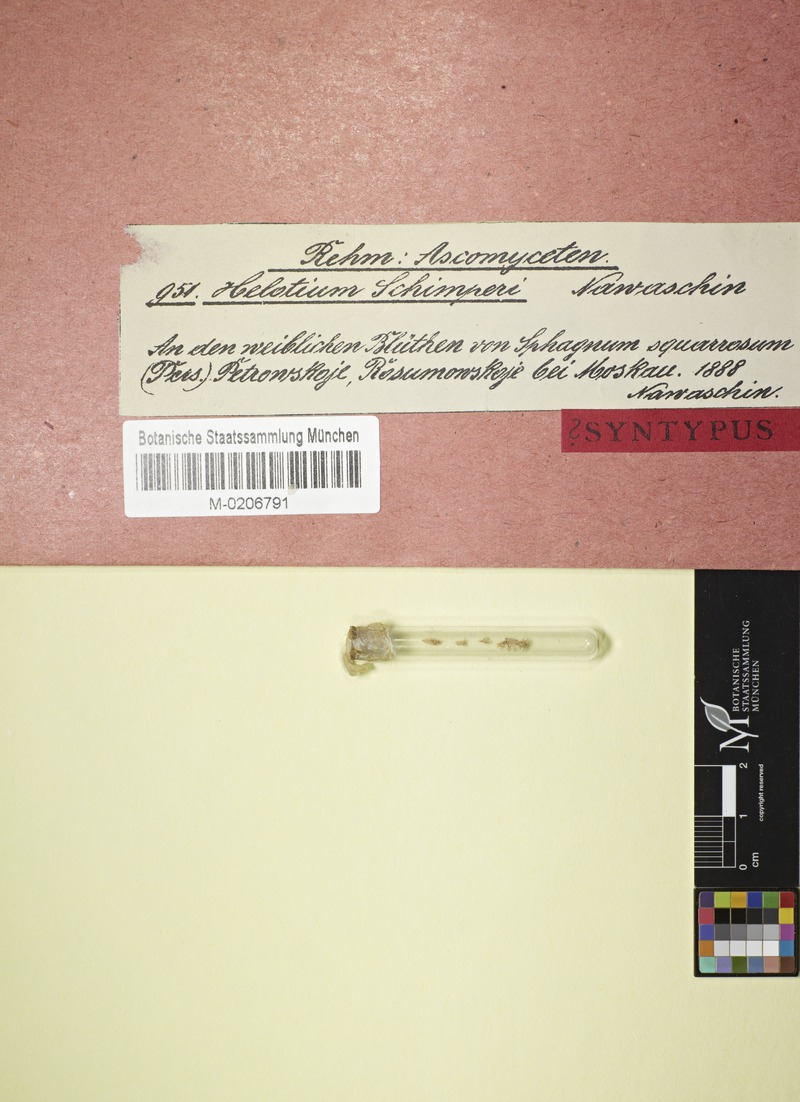 Rehm: Ascomyceten.
951. Helotium Schimperi Nawaschin
An den weiblichen Blüthen von Sphagnum squarrosum
(Pers.) Petrowskoje, Rösumowskoje bei Moskau. 1888
Nawaschin.
?SYNTYPUS
Botanische Staatssammlung München
M-0206791
BOTANISCHE
STAATSSAMMLUNG
MÜNCHEN
0 1 2
cm
copyright reserved